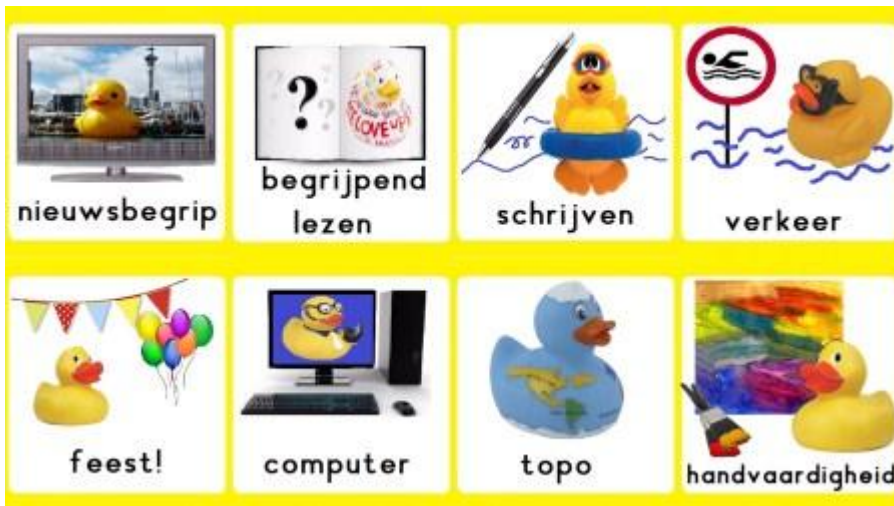 nieuwsbegrip
begrijpend
lezen
schrijven
verkeer
feest!
computer
topo
handvaardigheid